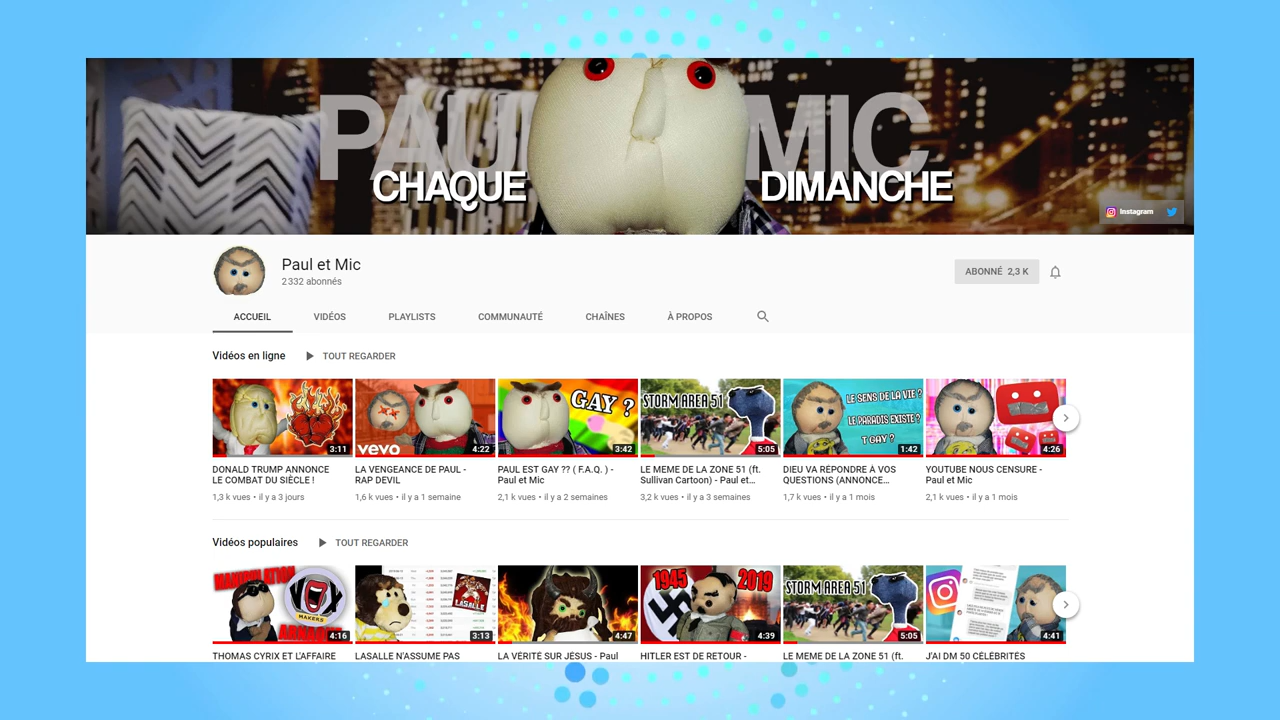 PAUL MIC
CHAQUE DIMANCHE
Instagram
Paul et Mic
2 332 abonnés
ABONNÉ 2,3 K
ACCUEIL VIDÉOS PLAYLISTS COMMUNAUTÉ CHAÎNES À PROPOS
Vidéos en ligne TOUT REGARDER
3:11
vevo
4:22
GAY ?
3:42
STORM AREA 51
5:05
LE SENS DE LA VIE ?
LE PARADIS EXISTE ?
T GAY ?
1:42
4:26
DONALD TRUMP ANNONCE
LE COMBAT DU SIÈCLE !
1,3 k vues • il y a 3 jours
LA VENGEANCE DE PAUL -
RAP DEVIL
1,6 k vues • il y a 1 semaine
PAUL EST GAY ?? ( F.A.Q. ) -
Paul et Mic
2,1 k vues • il y a 2 semaines
LE MEME DE LA ZONE 51 (ft.
Sullivan Cartoon) - Paul et...
3,2 k vues • il y a 3 semaines
DIEU VA RÉPONDRE À VOS
QUESTIONS (ANNONCE...
1,7 k vues • il y a 1 mois
YOUTUBE NOUS CENSURE -
Paul et Mic
2,1 k vues • il y a 1 mois
Vidéos populaires TOUT REGARDER
MANIPULATION
MAKERS
4:16
LASALLE
3:13
4:47
1945 2019
4:39
STORM AREA 51
5:05
4:41
THOMAS CYRIX ET L'AFFAIRE
LASALLE N'ASSUME PAS
LA VÉRITÉ SUR JÉSUS - Paul
HITLER EST DE RETOUR -
LE MEME DE LA ZONE 51 (ft.
J'AI DM 50 CÉLÉBRITÉS